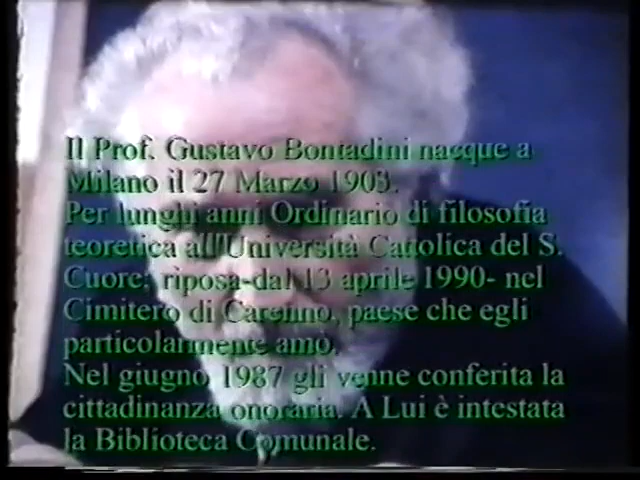 Il Prof. Gustavo Bontadini nacque a
Milano il 27 Marzo 1903.
Per lunghi anni Ordinario di filosofia
teoretica all'Università Cattolica del S.
Cuore; riposa-dal 13 aprile 1990- nel
Cimitero di Carenno, paese che egli
particolarmente amò.
Nel giugno 1987 gli venne conferita la
cittadinanza onoraria. A Lui è intestata
la Biblioteca Comunale.